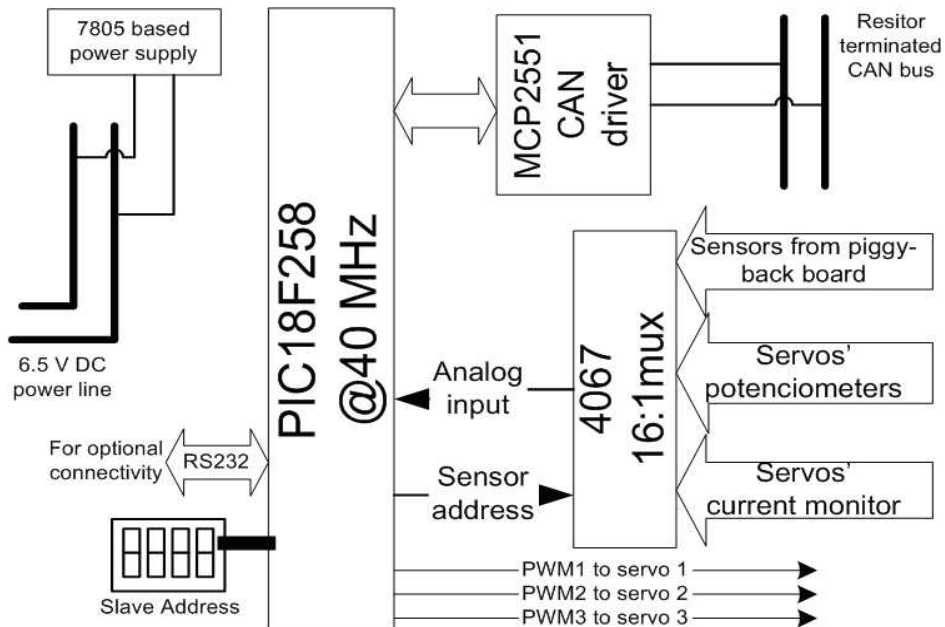 7805 based
power supply
6.5 V DC
power line
For optional
connectivity
RS232
Slave Address
PIC18F258
@40 MHz
MCP2551
CAN
driver
Resitor
terminated
CAN bus
Analog
input
Sensor
address
4067
16:1mux
Sensors from piggy-
back board
Servos'
potenciometers
Servos'
current monitor
PWM1 to servo 1
PWM2 to servo 2
PWM3 to servo 3